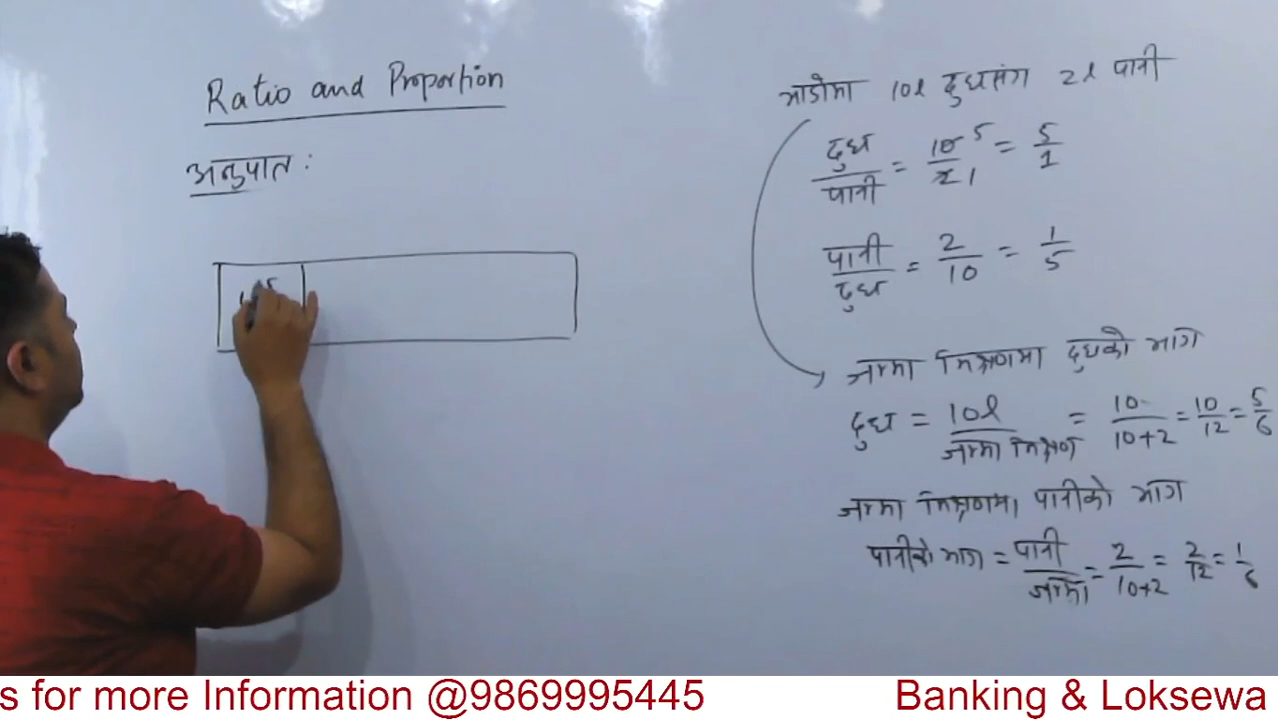 Ratio and Proportion
अनुपात :
भाडोमा 10l दुधसंग 2l पानी
दुध/पानी = 10/2 5/1 = 5/1
पानी/दुध = 2/10 = 1/5
जम्मा मिश्रणमा दुधको भाग
दुध = 10l/जम्मा मिश्रण = 10/10+2 = 10/12 = 5/6
जम्मा मिश्रणमा पानीको भाग
पानीको भाग = पानी/जम्मा = 2/10+2 = 2/12 = 1/6
s for more Information @9869995445 Banking & Loksewa